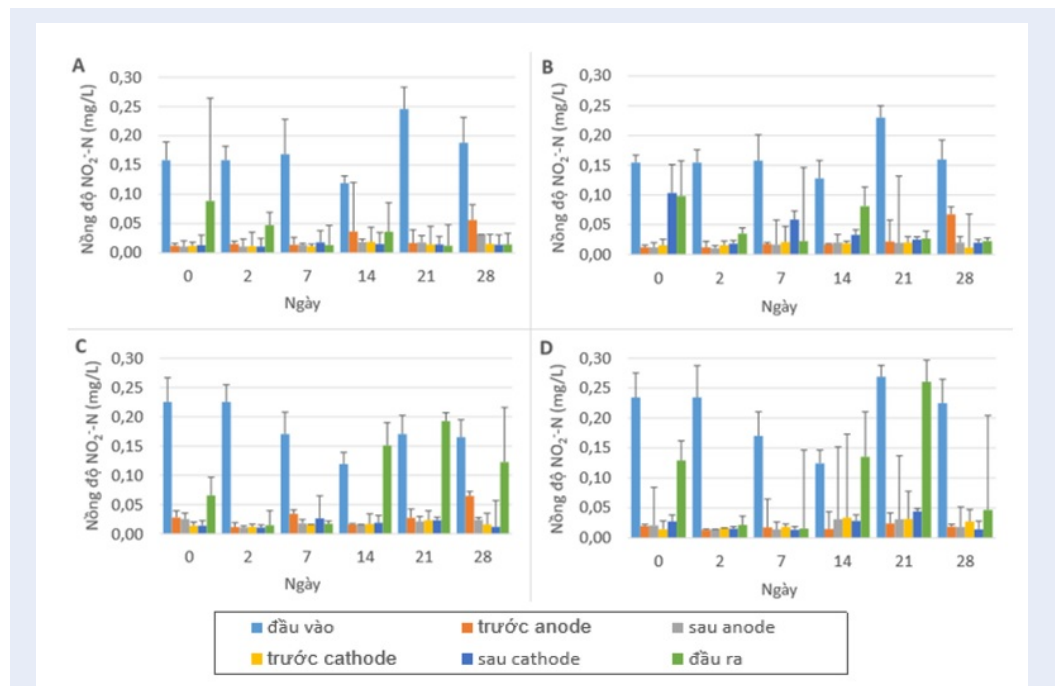 A
Nồng độ NO₂⁻-N (mg/L)
0,30
0,25
0,20
0,15
0,10
0,05
0,00
0 2 7 14 21 28
Ngày
B
Nồng độ NO₂⁻-N (mg/L)
0,30
0,25
0,20
0,15
0,10
0,05
0,00
0 2 7 14 21 28
Ngày
C
Nồng độ NO₂⁻-N (mg/L)
0,30
0,25
0,20
0,15
0,10
0,05
0,00
0 2 7 14 21 28
Ngày
D
Nồng độ NO₂⁻-N (mg/L)
0,30
0,25
0,20
0,15
0,10
0,05
0,00
0 2 7 14 21 28
Ngày
đầu vào trước anode sau anode
trước cathode sau cathode đầu ra